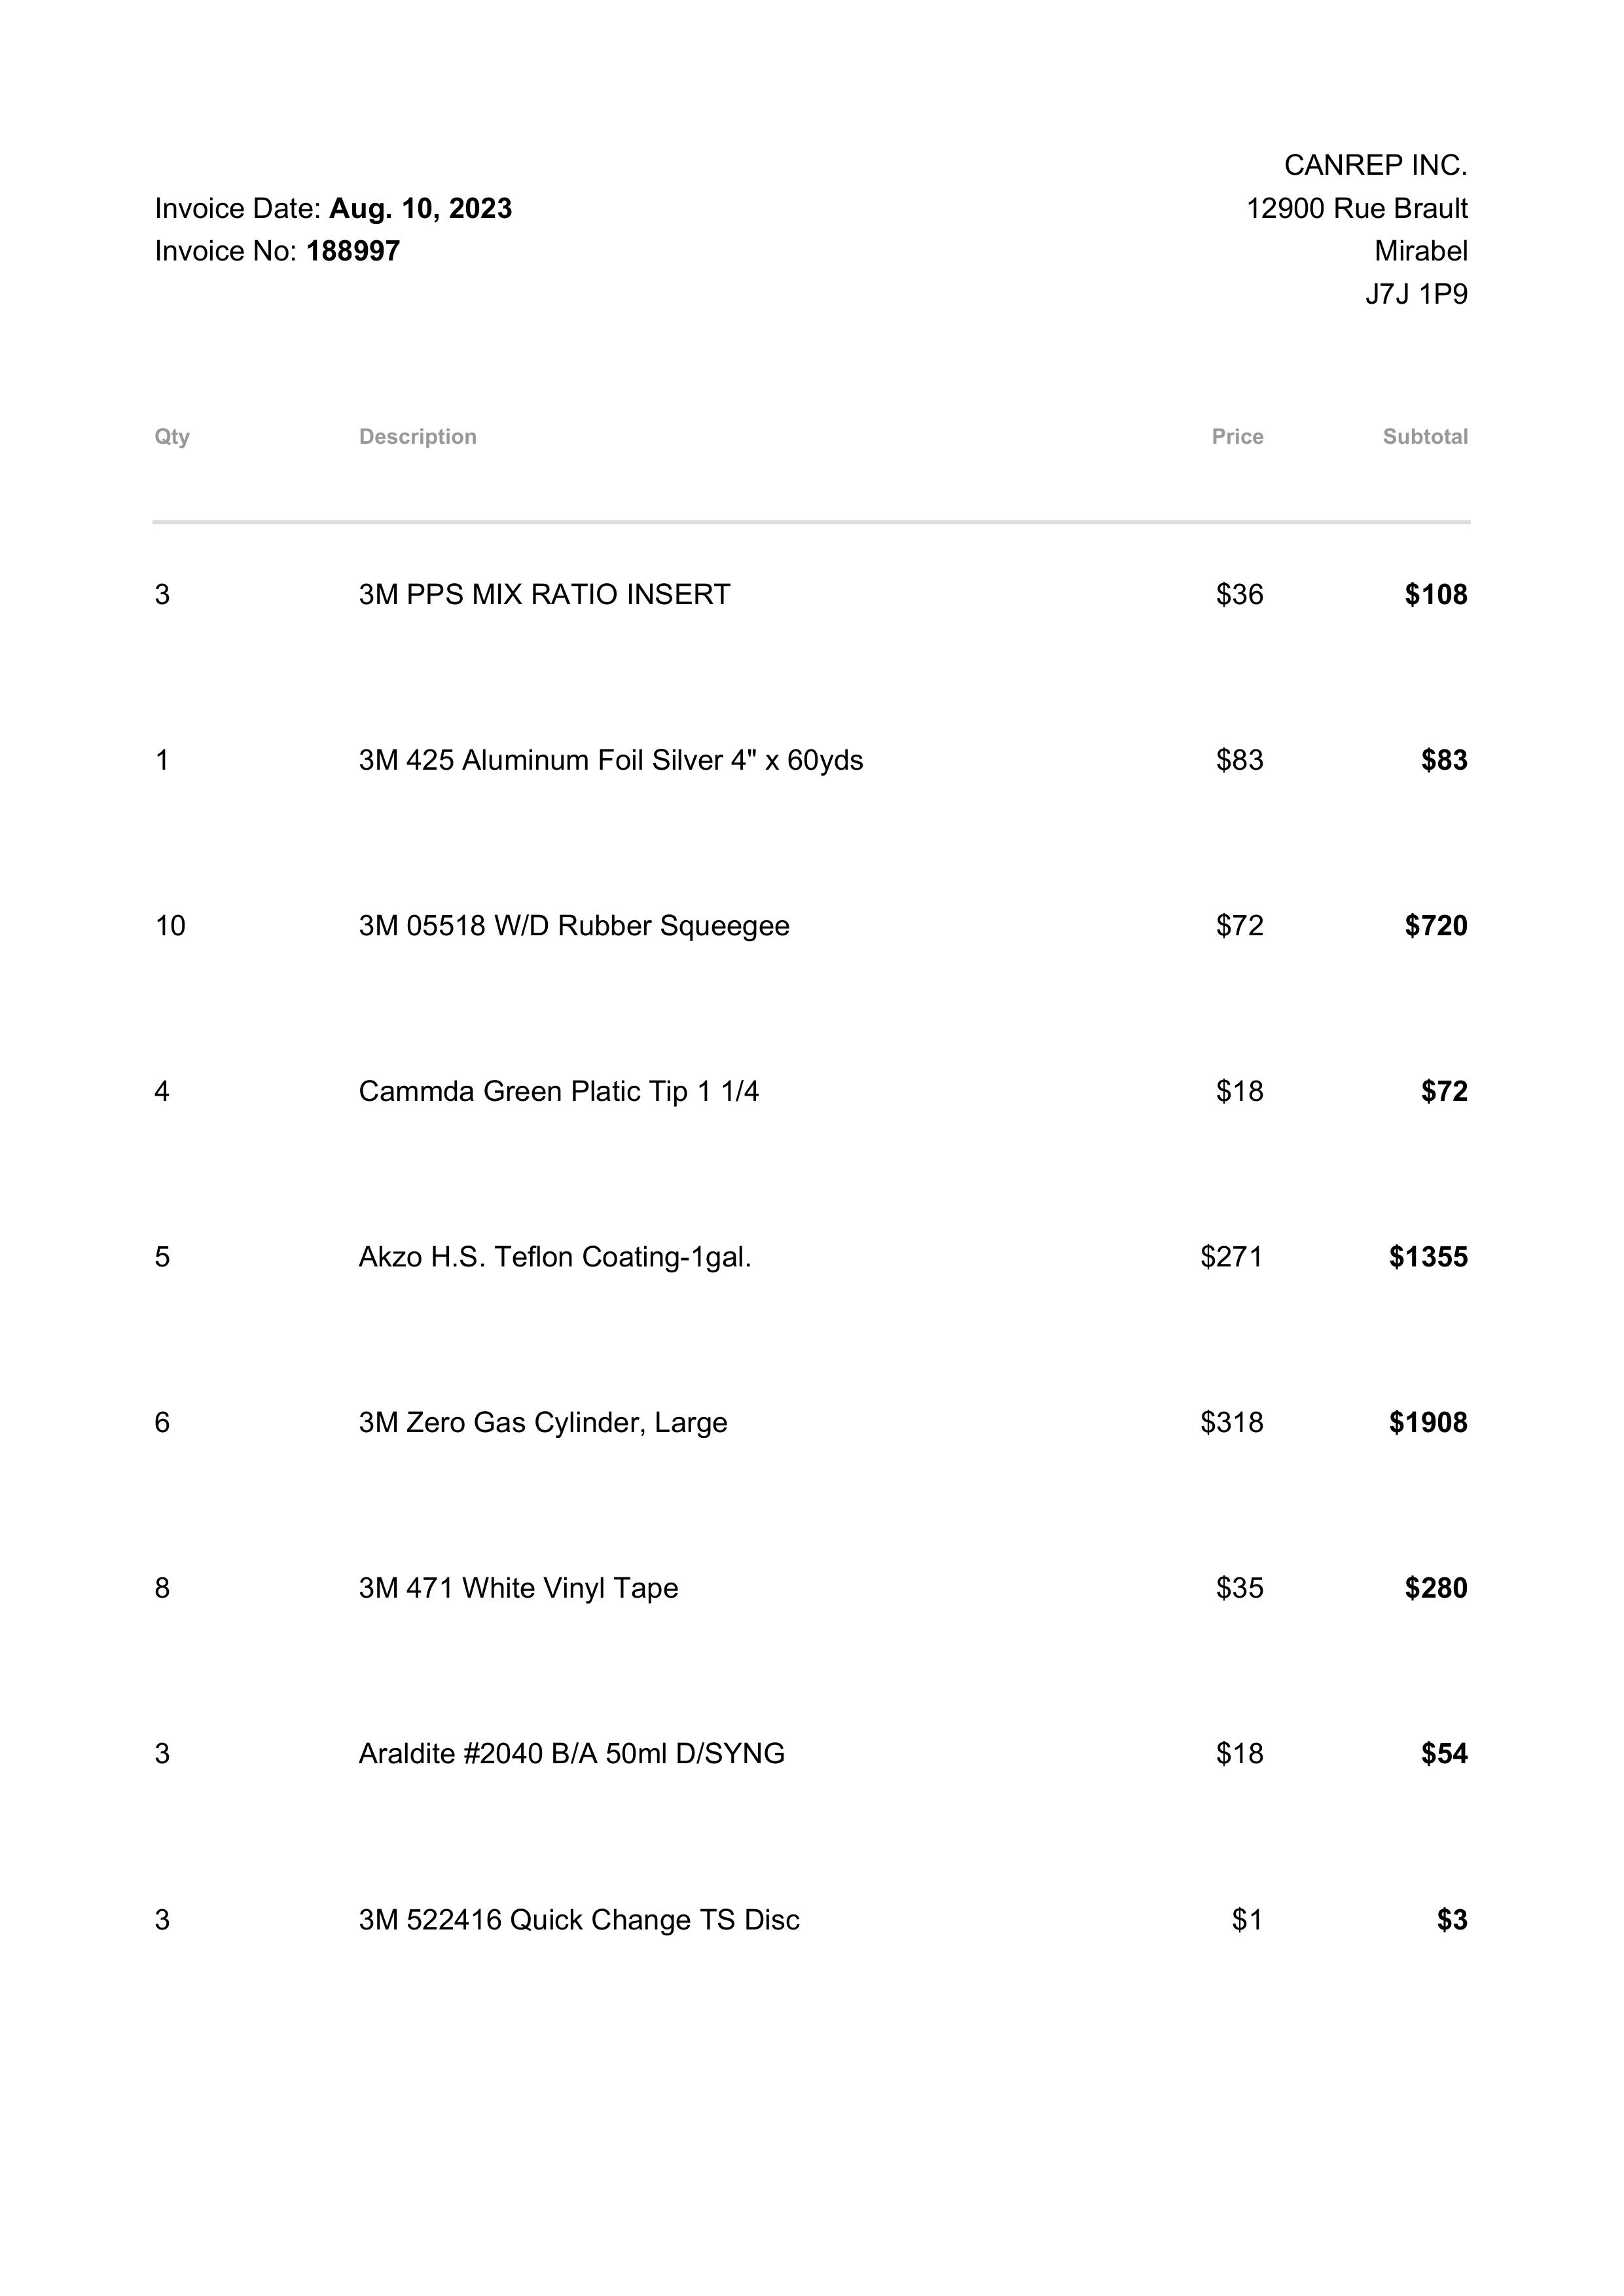 CANREP INC.
Invoice Date: Aug. 10, 2023 12900 Rue Brault
Invoice No: 188997 Mirabel
J7J 1P9
Qty Description Price Subtotal
3 3M PPS MIX RATIO INSERT $36 $108
1 3M 425 Aluminum Foil Silver 4" x 60yds $83 $83
10 3M 05518 W/D Rubber Squeegee $72 $720
4 Cammda Green Platic Tip 1 1/4 $18 $72
5 Akzo H.S. Teflon Coating-1gal. $271 $1355
6 3M Zero Gas Cylinder, Large $318 $1908
8 3M 471 White Vinyl Tape $35 $280
3 Araldite #2040 B/A 50ml D/SYNG $18 $54
3 3M 522416 Quick Change TS Disc $1 $3